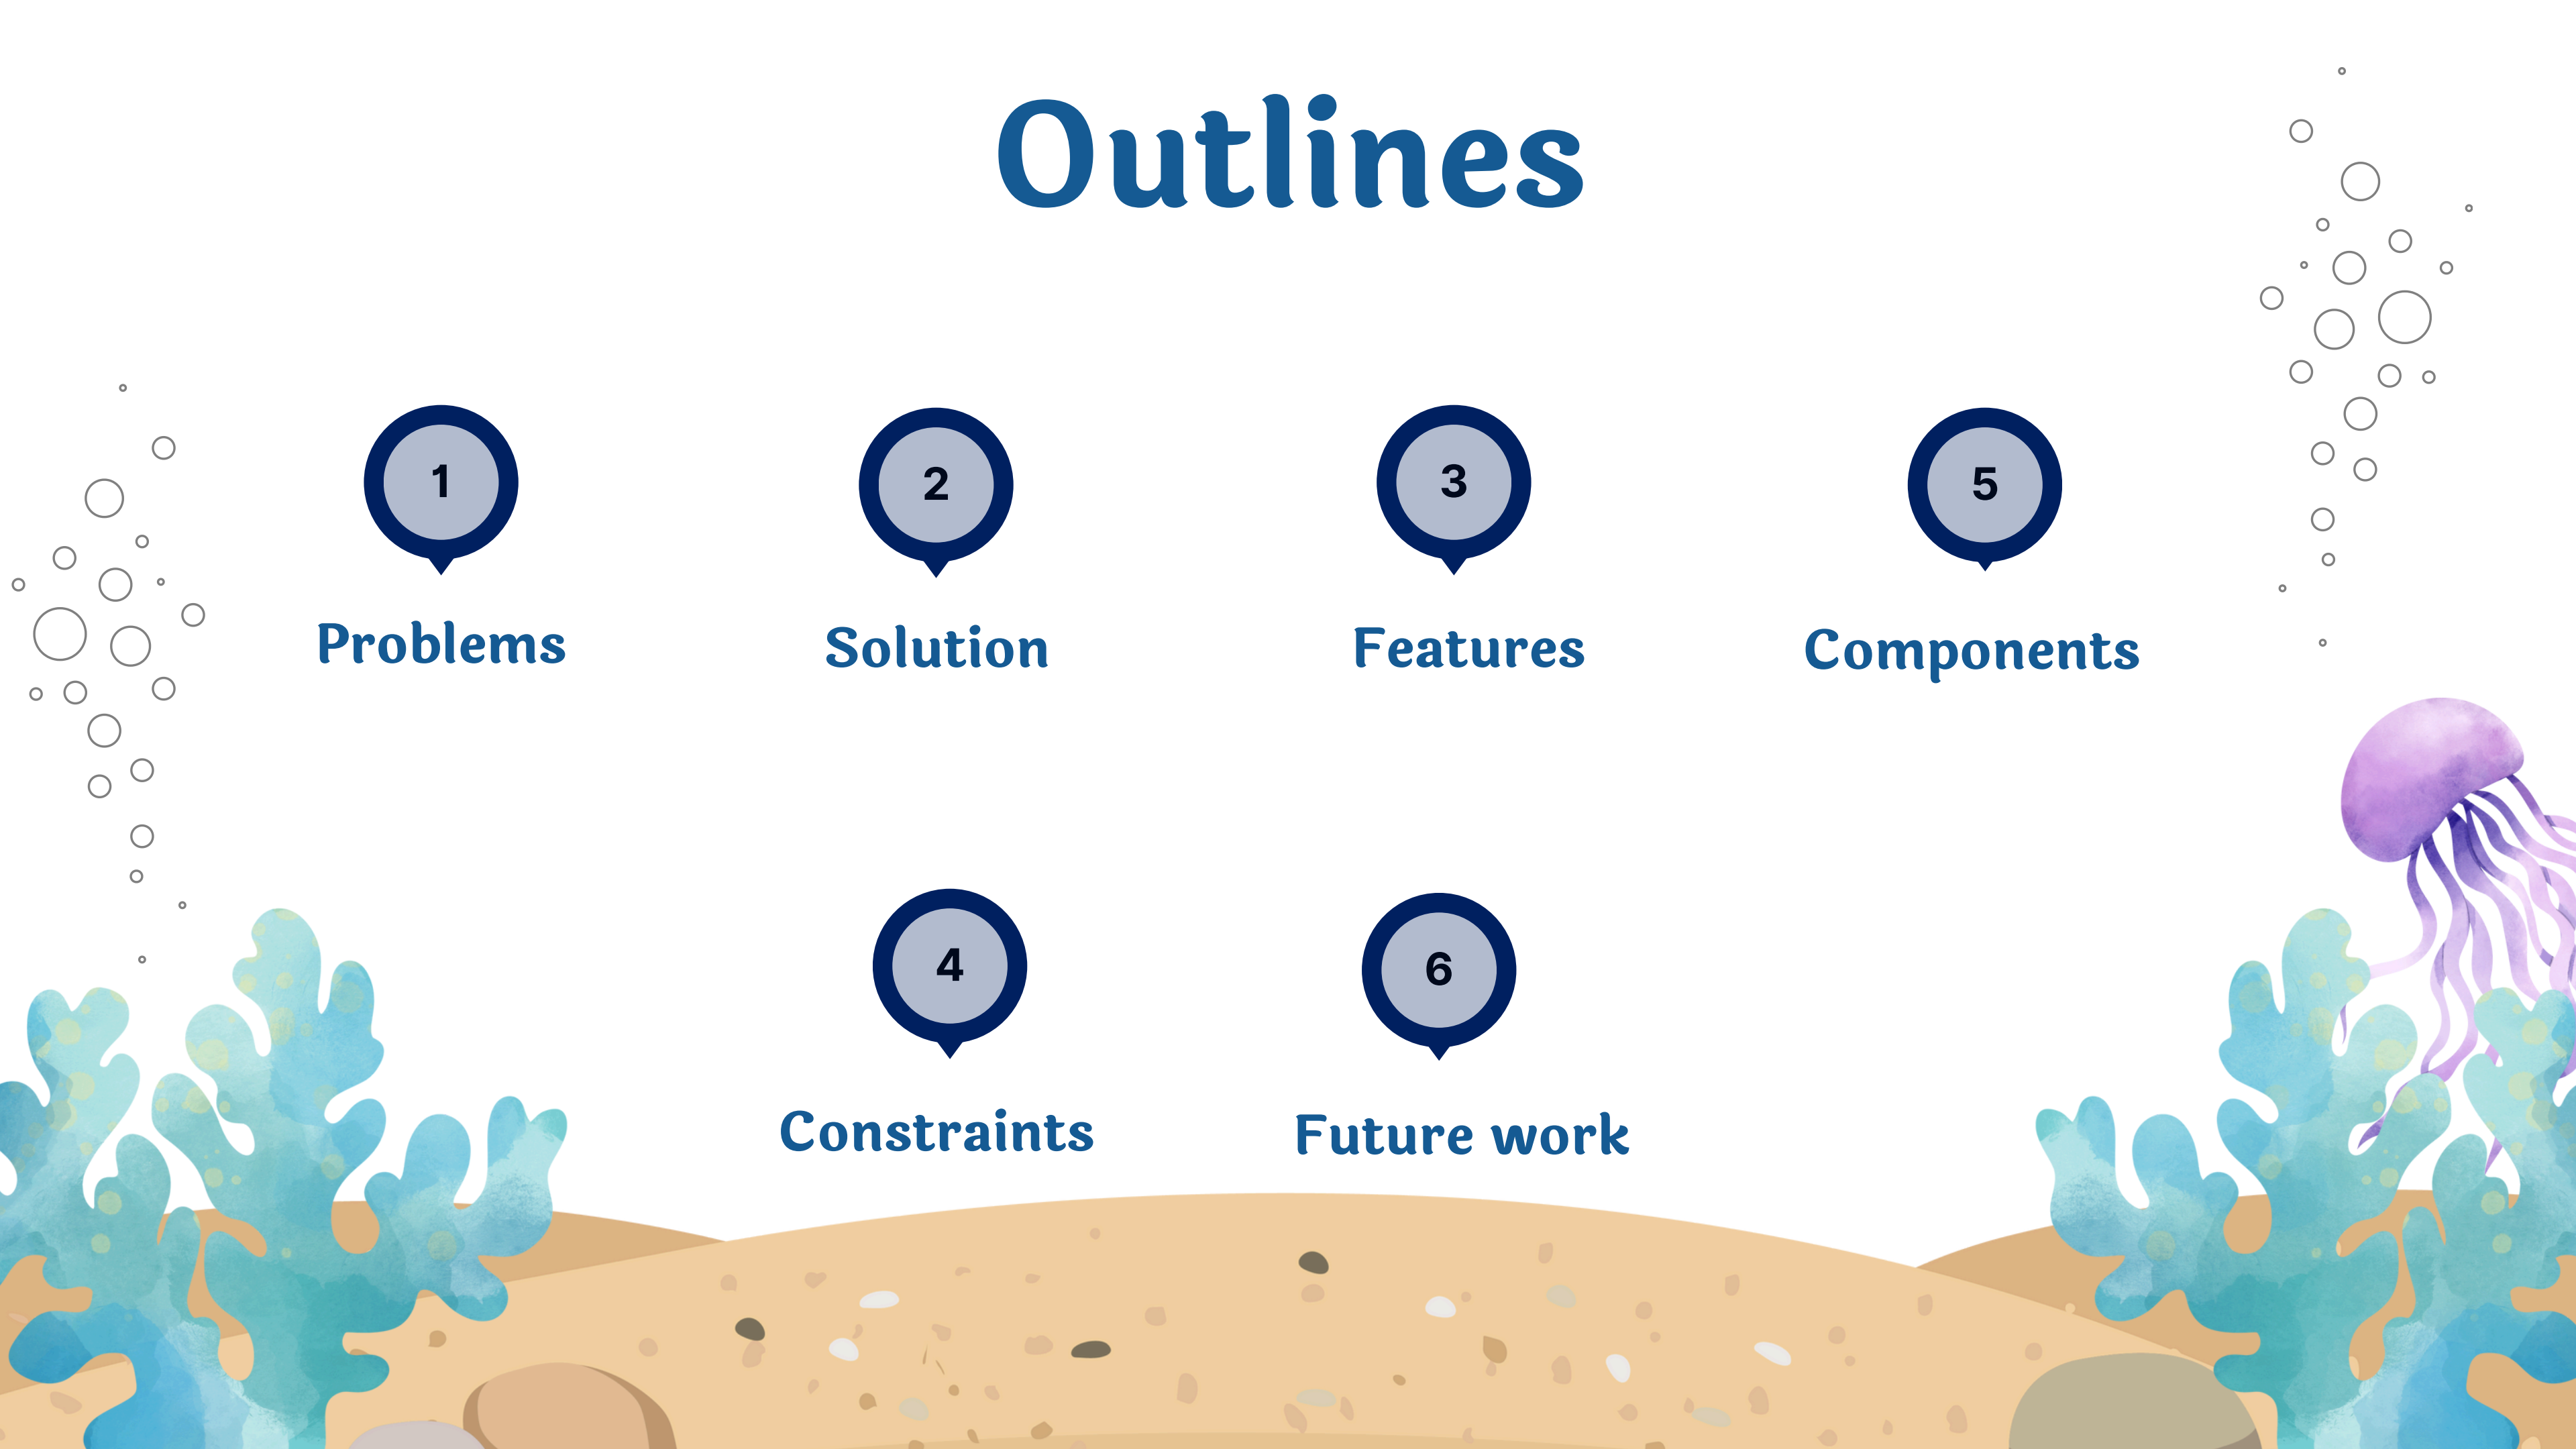 Outlines
1
2
3
5
Problems
Solution
Features
Components
4
6
Constraints
Future work